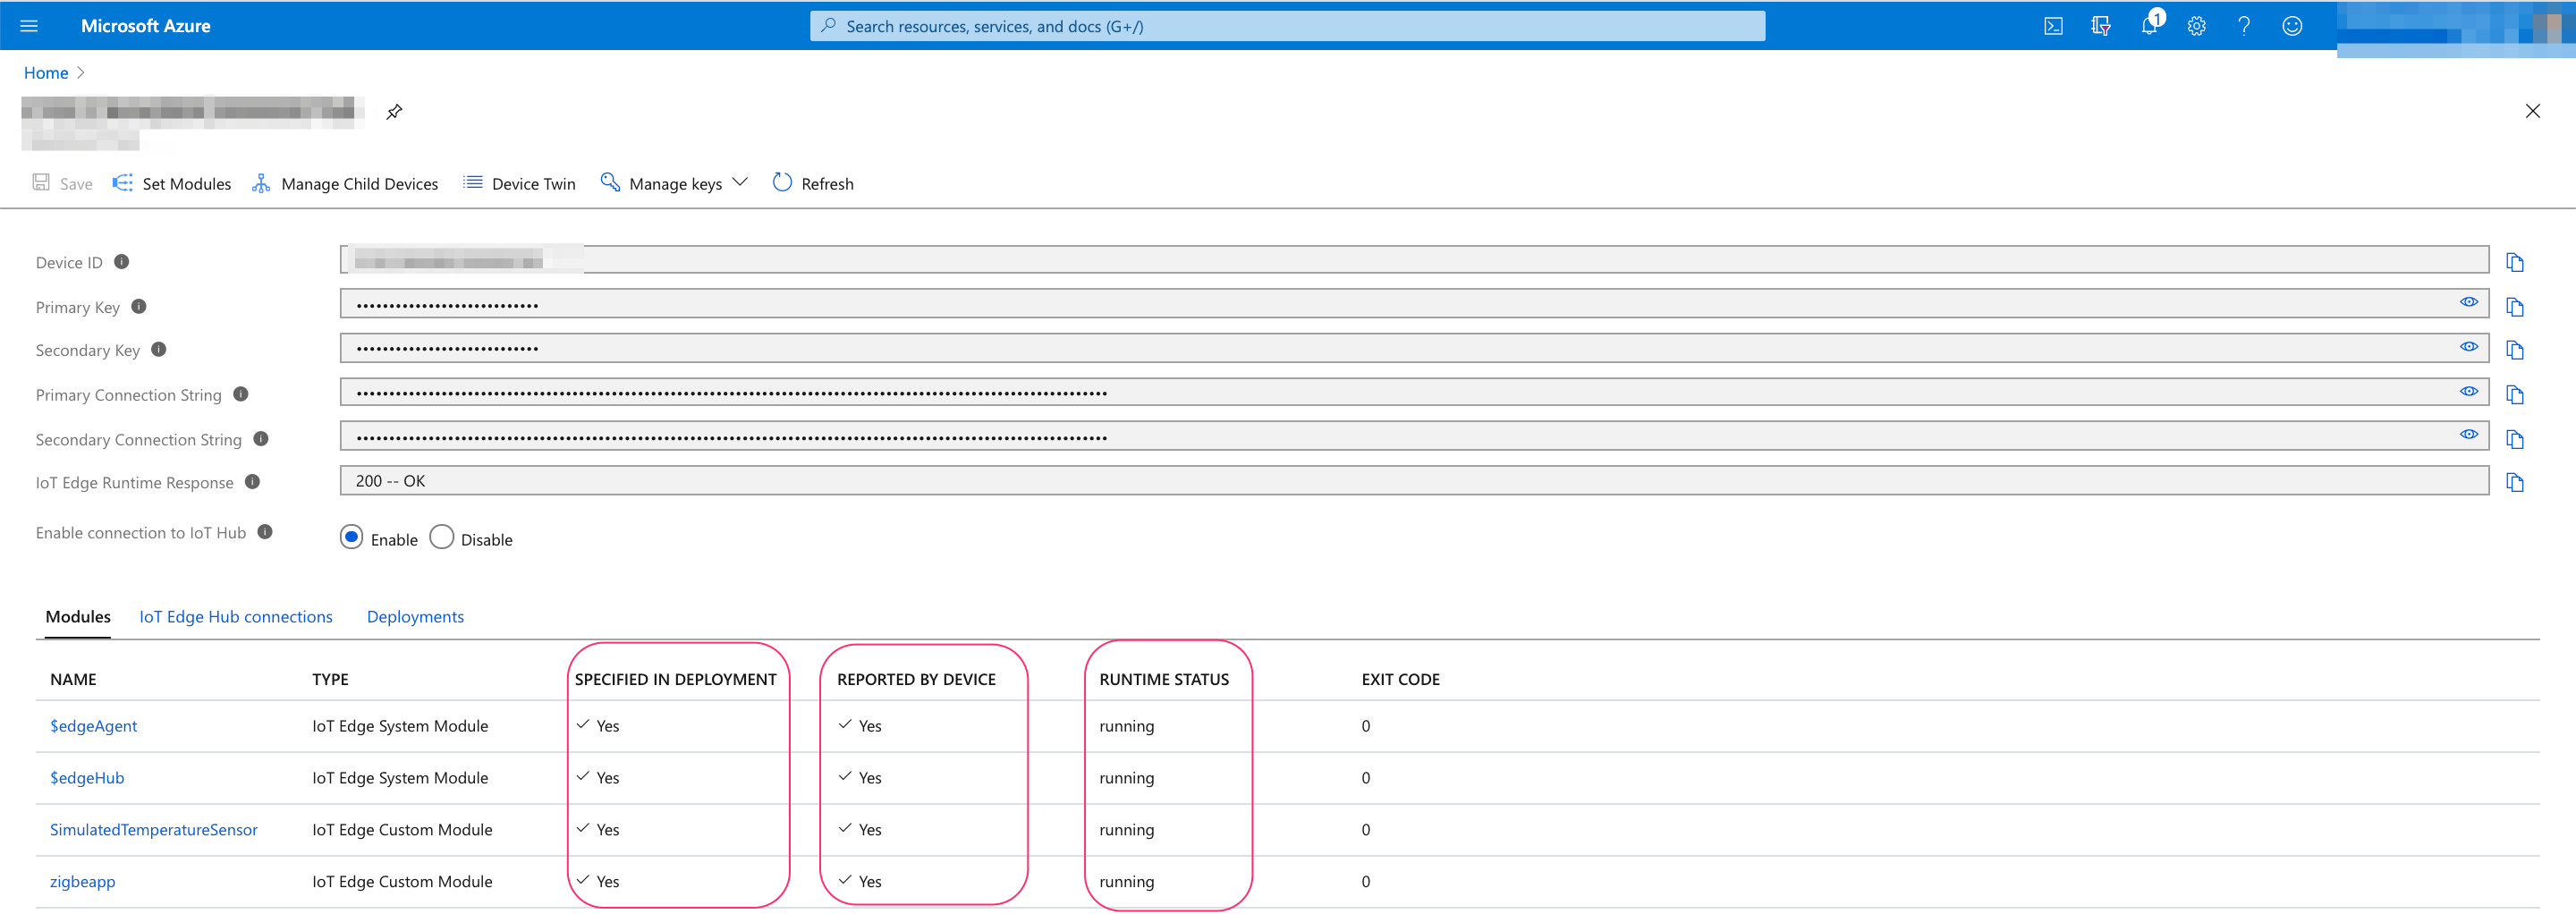 Microsoft Azure
Search resources, services, and docs (G+/)
1
Home
Save
Set Modules
Manage Child Devices
Device Twin
Manage keys
Refresh
Device ID
Primary Key
Secondary Key
Primary Connection String
Secondary Connection String
IoT Edge Runtime Response 200 -- OK
Enable connection to IoT Hub Enable Disable
Modules IoT Edge Hub connections Deployments
NAME TYPE SPECIFIED IN DEPLOYMENT REPORTED BY DEVICE RUNTIME STATUS EXIT CODE
$edgeAgent IoT Edge System Module Yes Yes running 0
$edgeHub IoT Edge System Module Yes Yes running 0
SimulatedTemperatureSensor IoT Edge Custom Module Yes Yes running 0
zigbeapp IoT Edge Custom Module Yes Yes running 0